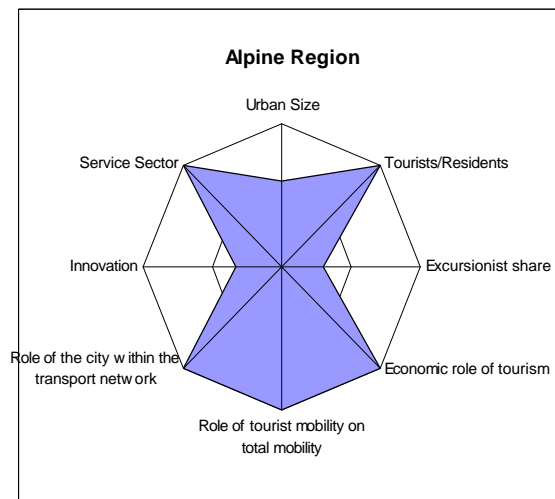 Alpine Region
Urban Size
Service Sector
Tourists/Residents
Innovation
Excursionist share
Role of the city within the
transport network
Economic role of tourism
Role of tourist mobility on
total mobility